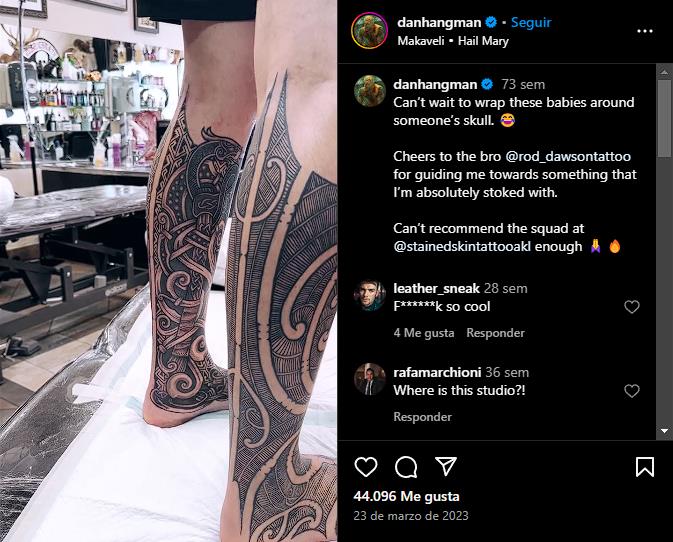 danhangman • Seguir
Makaveli • Hail Mary
danhangman 73 sem
Can't wait to wrap these babies around
someone's skull. 😂
Cheers to the bro @rod_dawsontattoo
for guiding me towards something that
I'm absolutely stoked with.
Can't recommend the squad at
@stainedskintattooakl enough 🙏 🔥
leather_sneak 28 sem
F******k so cool
4 Me gusta Responder
rafamarchioni 36 sem
Where is this studio?!
Responder
44.096 Me gusta
23 de marzo de 2023